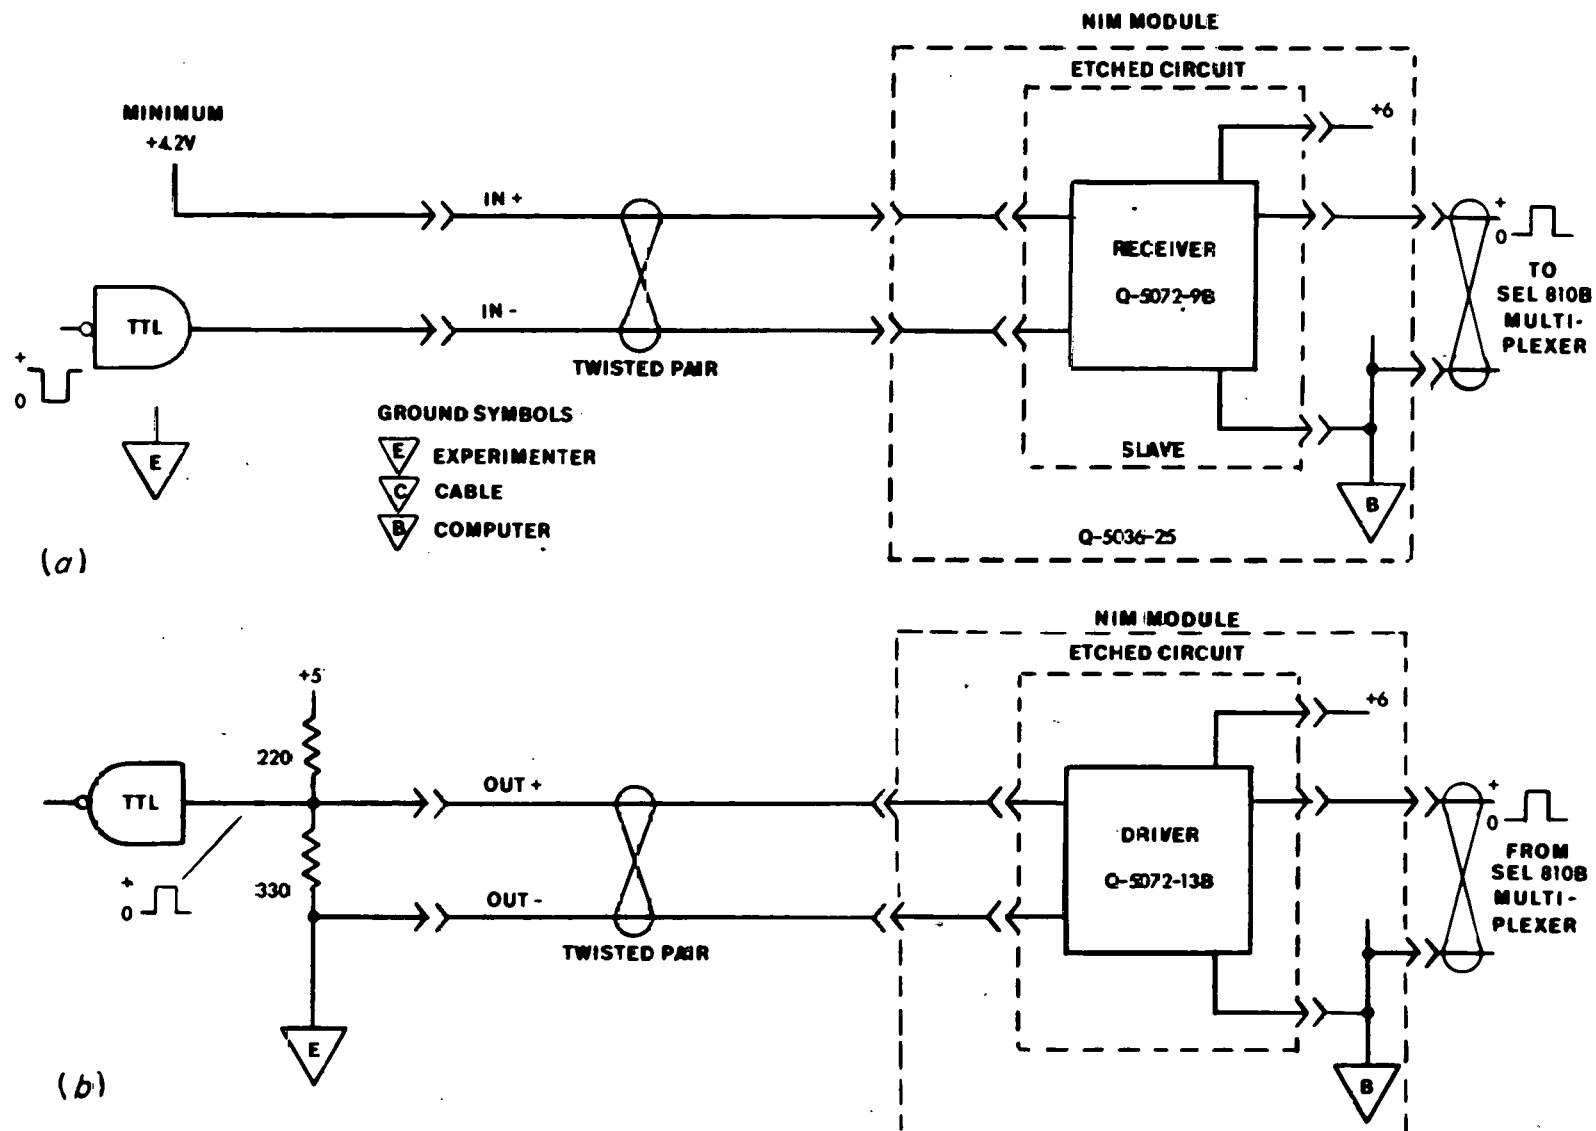 NIM MODULE
ETCHED CIRCUIT
MINIMUM
+4.2V
+6
IN +
RECEIVER
Q-5072-9B
+
0
TO
SEL 810B
MULTI-
PLEXER
TTL
IN -
+
0
TWISTED PAIR
GROUND SYMBOLS
E EXPERIMENTER
C CABLE
B COMPUTER
E
SLAVE
B
Q-5036-25
(a)
NIM MODULE
ETCHED CIRCUIT
+5
+6
220
OUT +
TTL
DRIVER
Q-5072-13B
+
0
FROM
SEL 810B
MULTI-
PLEXER
330
+
0
OUT -
TWISTED PAIR
E
B
(b)